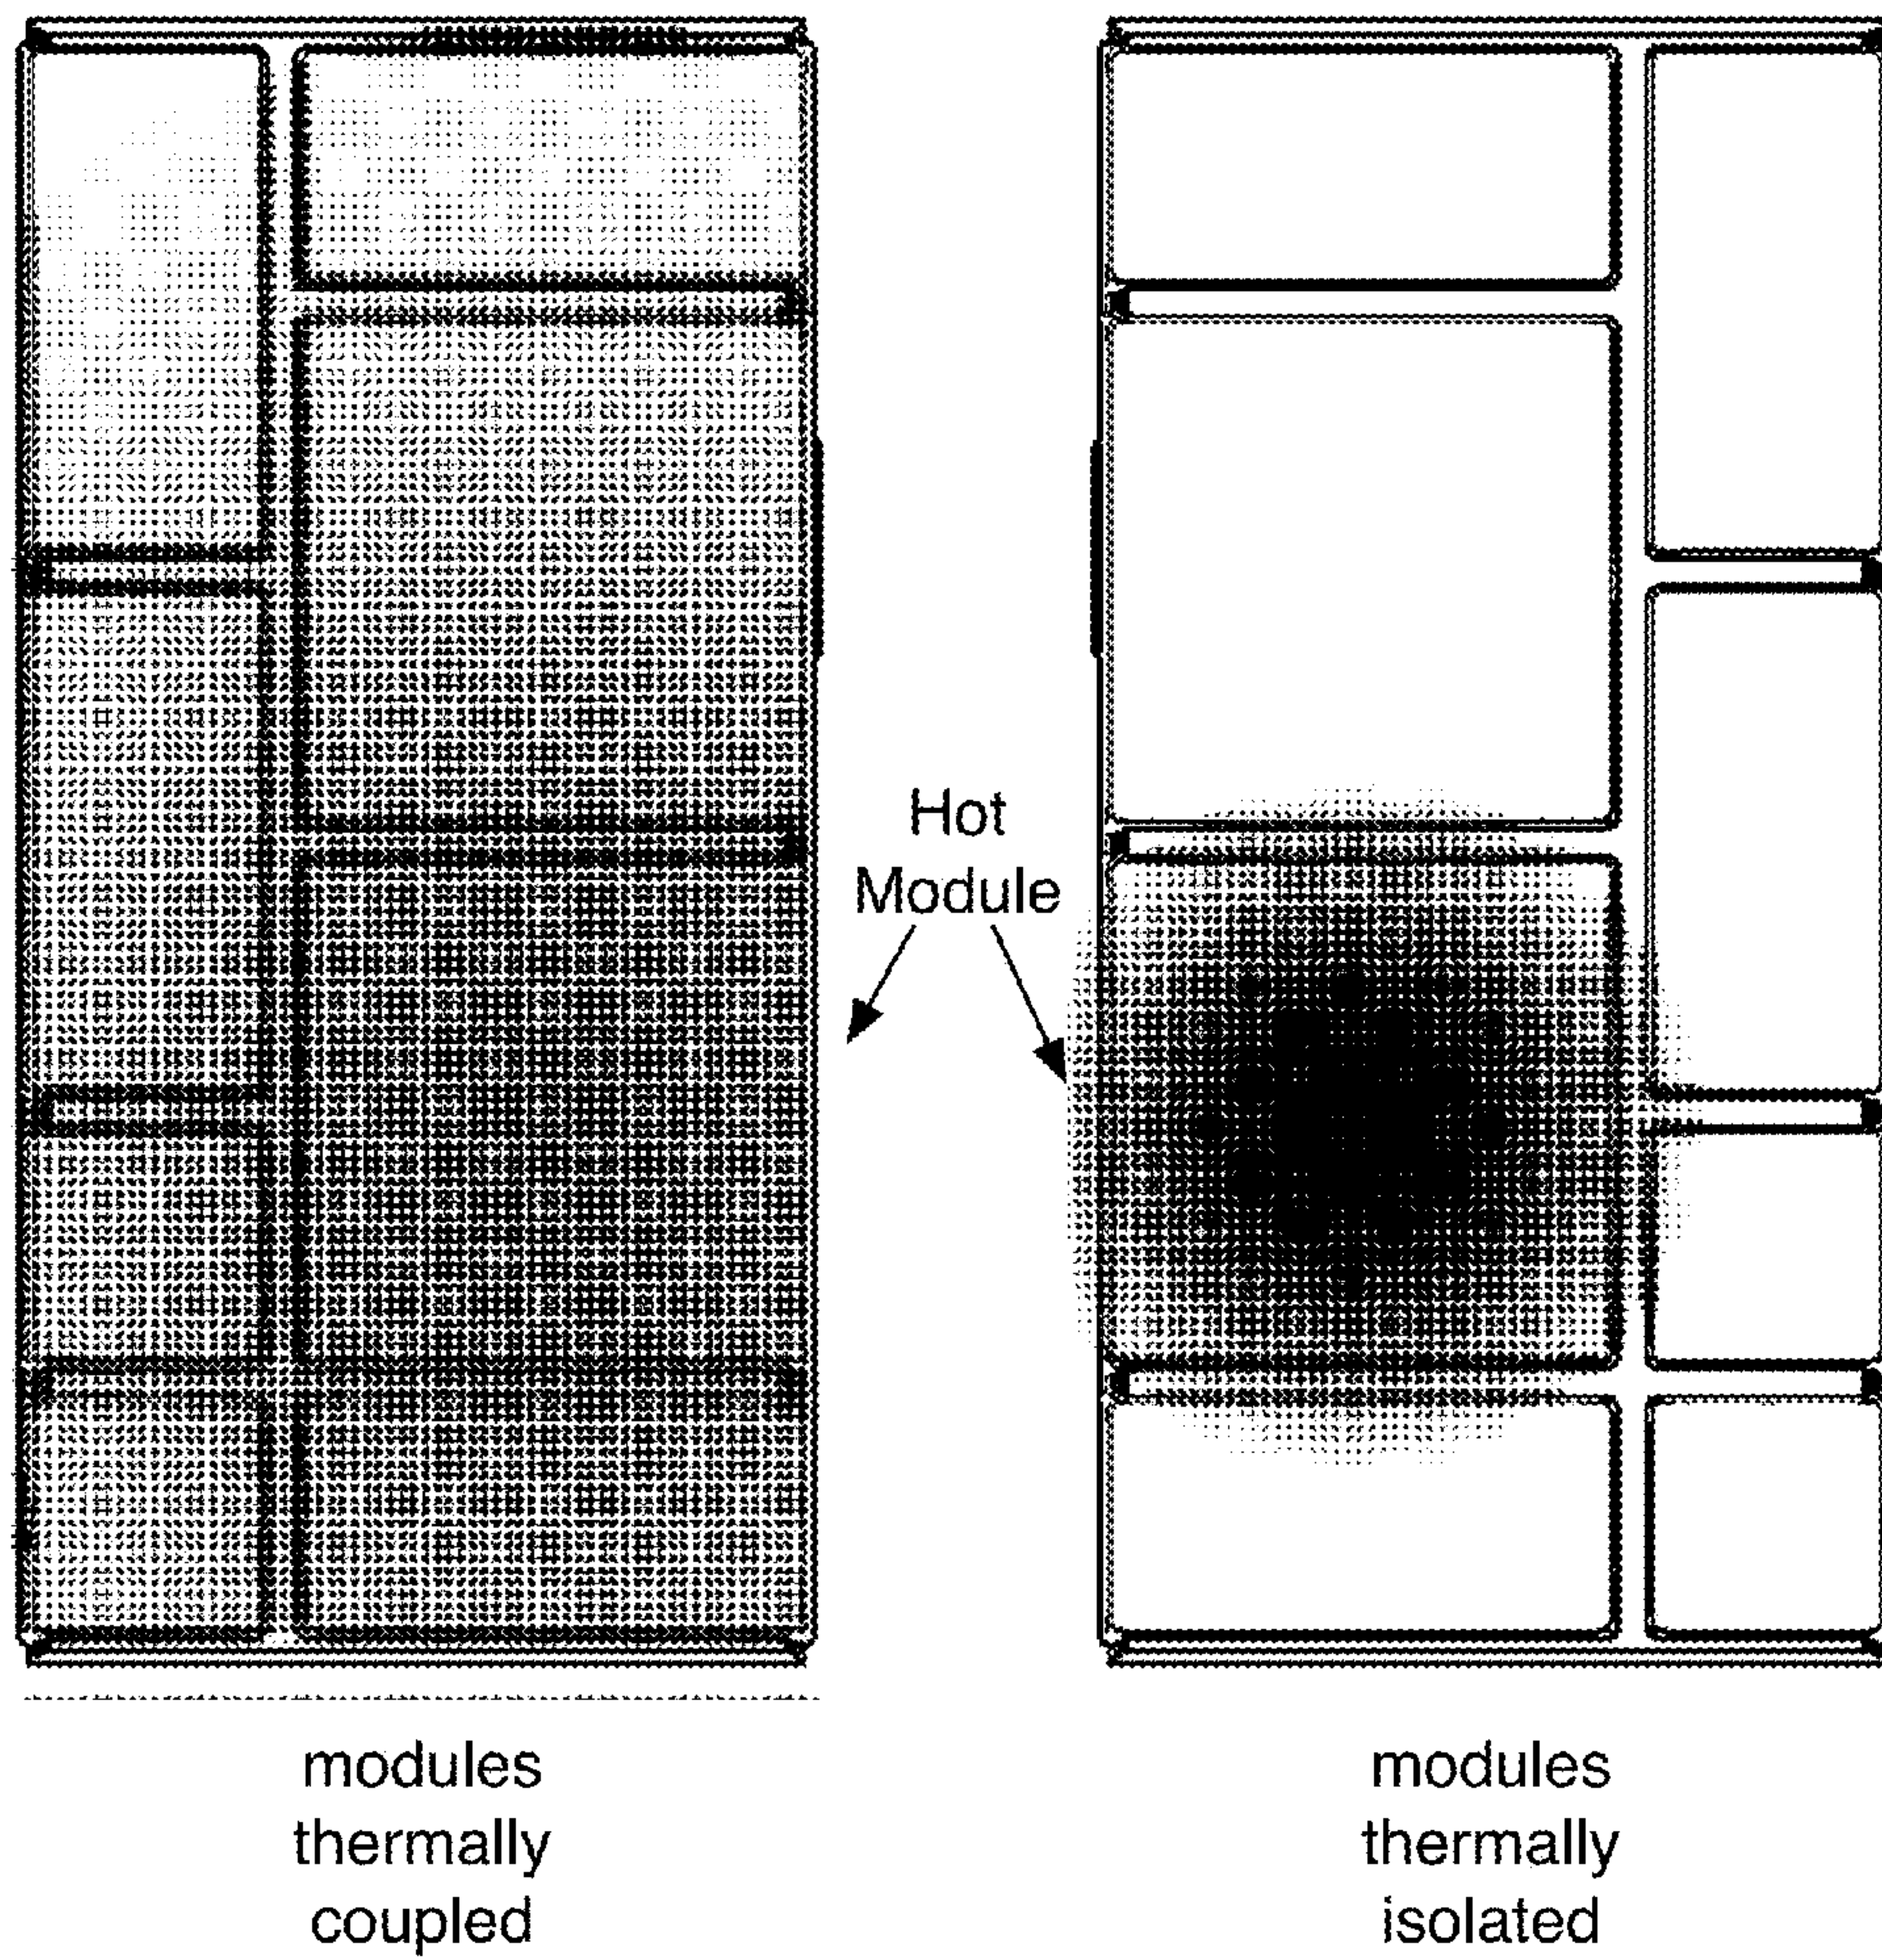 Hot
Module
modules
thermally
coupled
modules
thermally
isolated